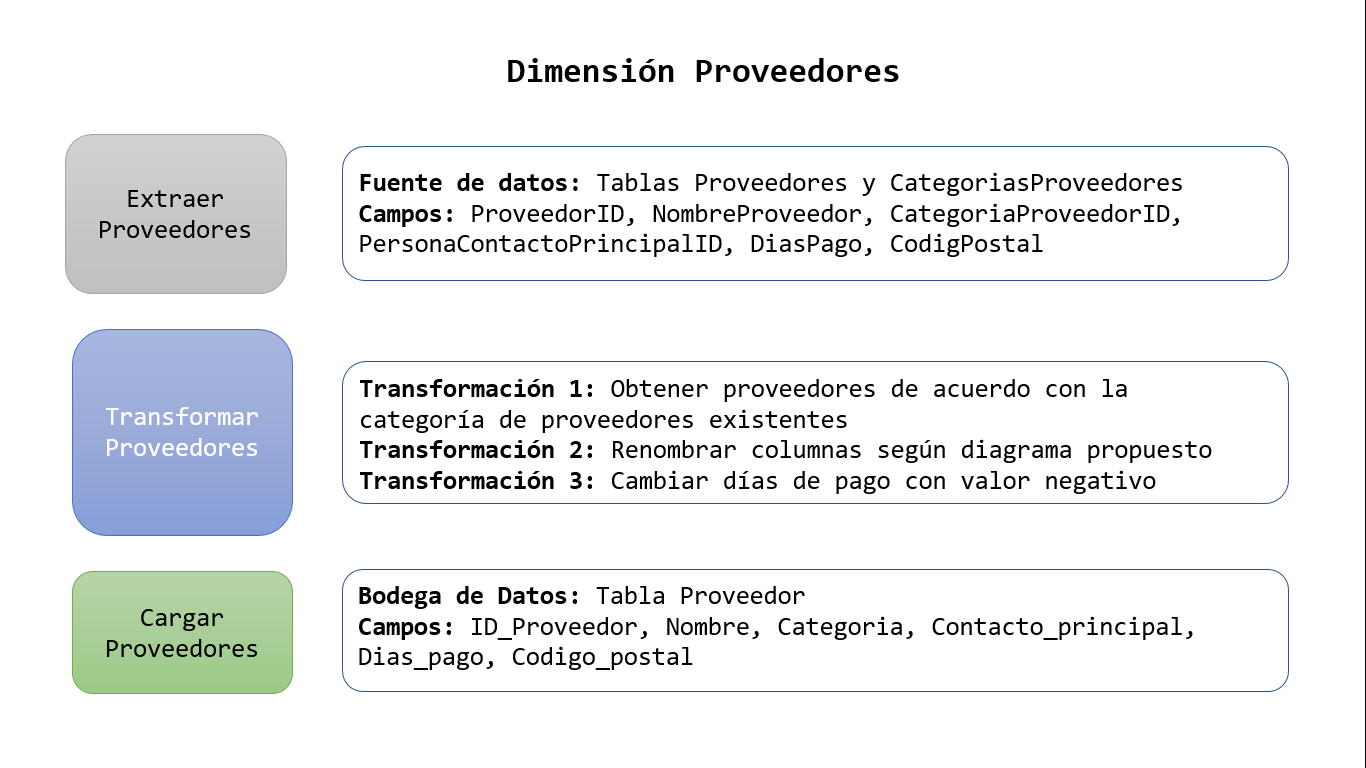 Dimensión Proveedores
Extraer
Proveedores
Fuente de datos: Tablas Proveedores y CategoriasProveedores
Campos: ProveedorID, NombreProveedor, CategoriaProveedorID,
PersonaContactoPrincipalID, DiasPago, CodigPostal
Transformar
Proveedores
Transformación 1: Obtener proveedores de acuerdo con la
categoría de proveedores existentes
Transformación 2: Renombrar columnas según diagrama propuesto
Transformación 3: Cambiar días de pago con valor negativo
Cargar
Proveedores
Bodega de Datos: Tabla Proveedor
Campos: ID_Proveedor, Nombre, Categoria, Contacto_principal,
Dias_pago, Codigo_postal